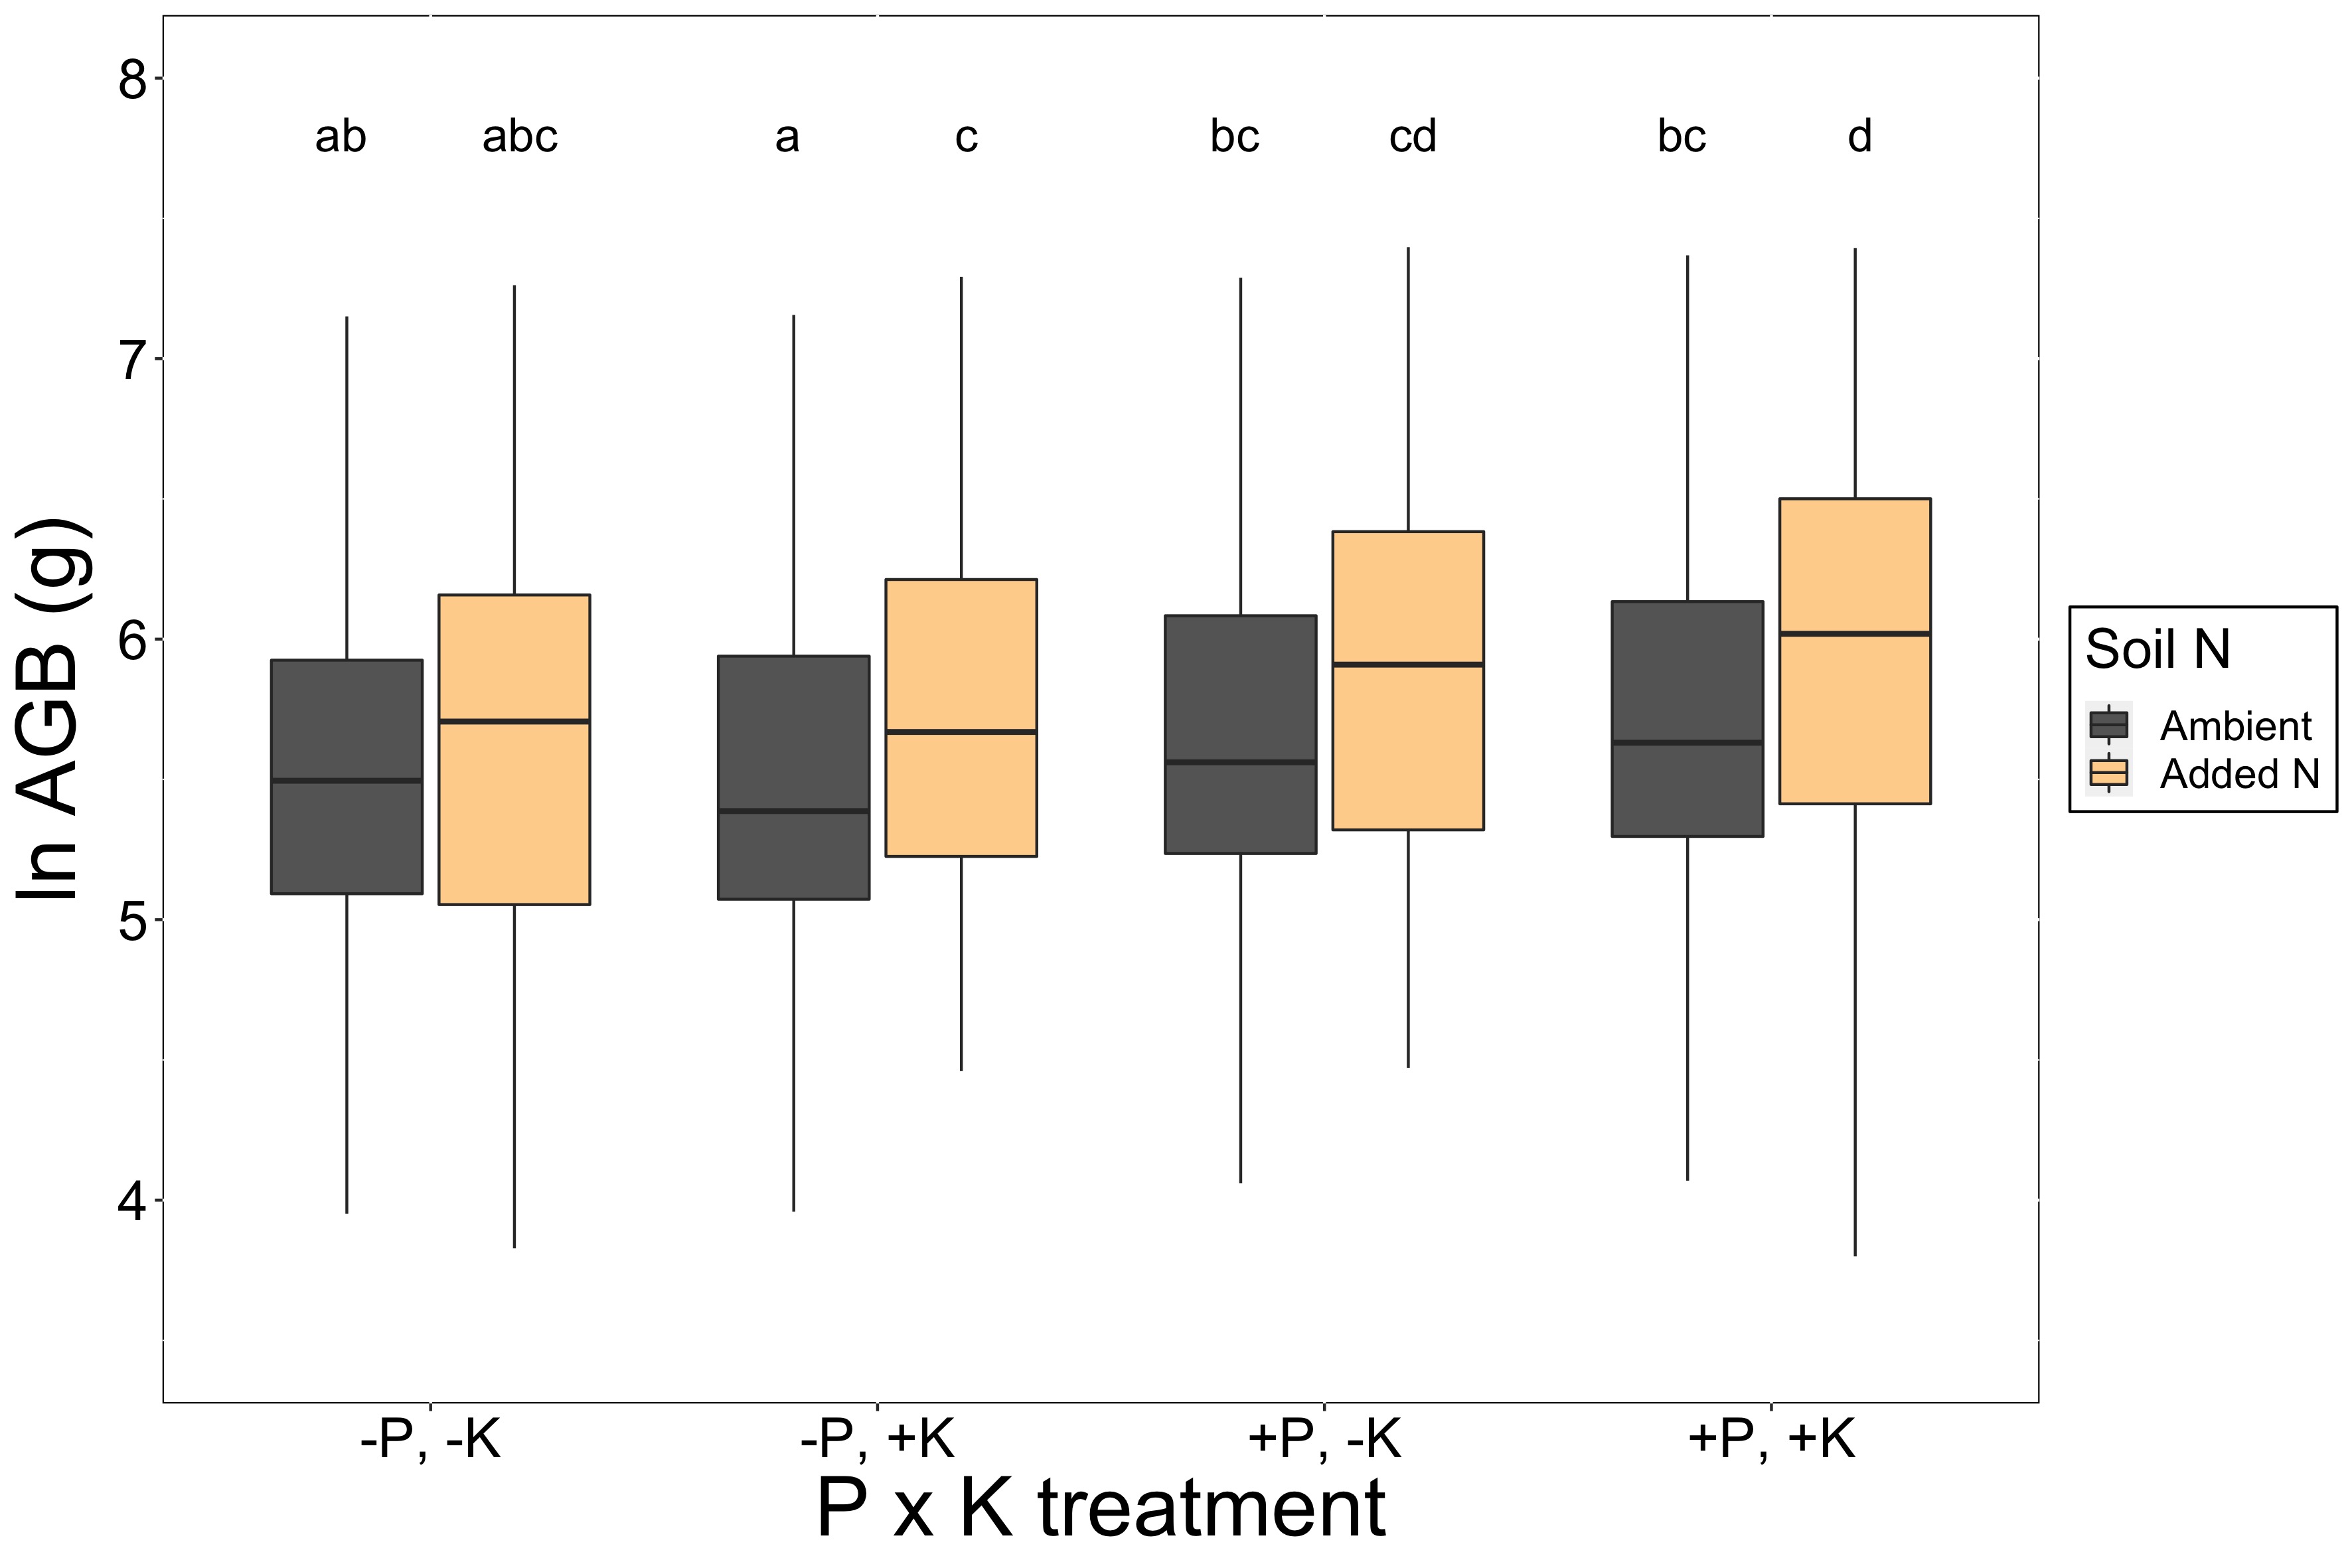 8
ab abc a c bc cd bc d
7
6
5
4
ln AGB (g)
-P, -K -P, +K +P, -K +P, +K
P x K treatment
Soil N
Ambient
Added N